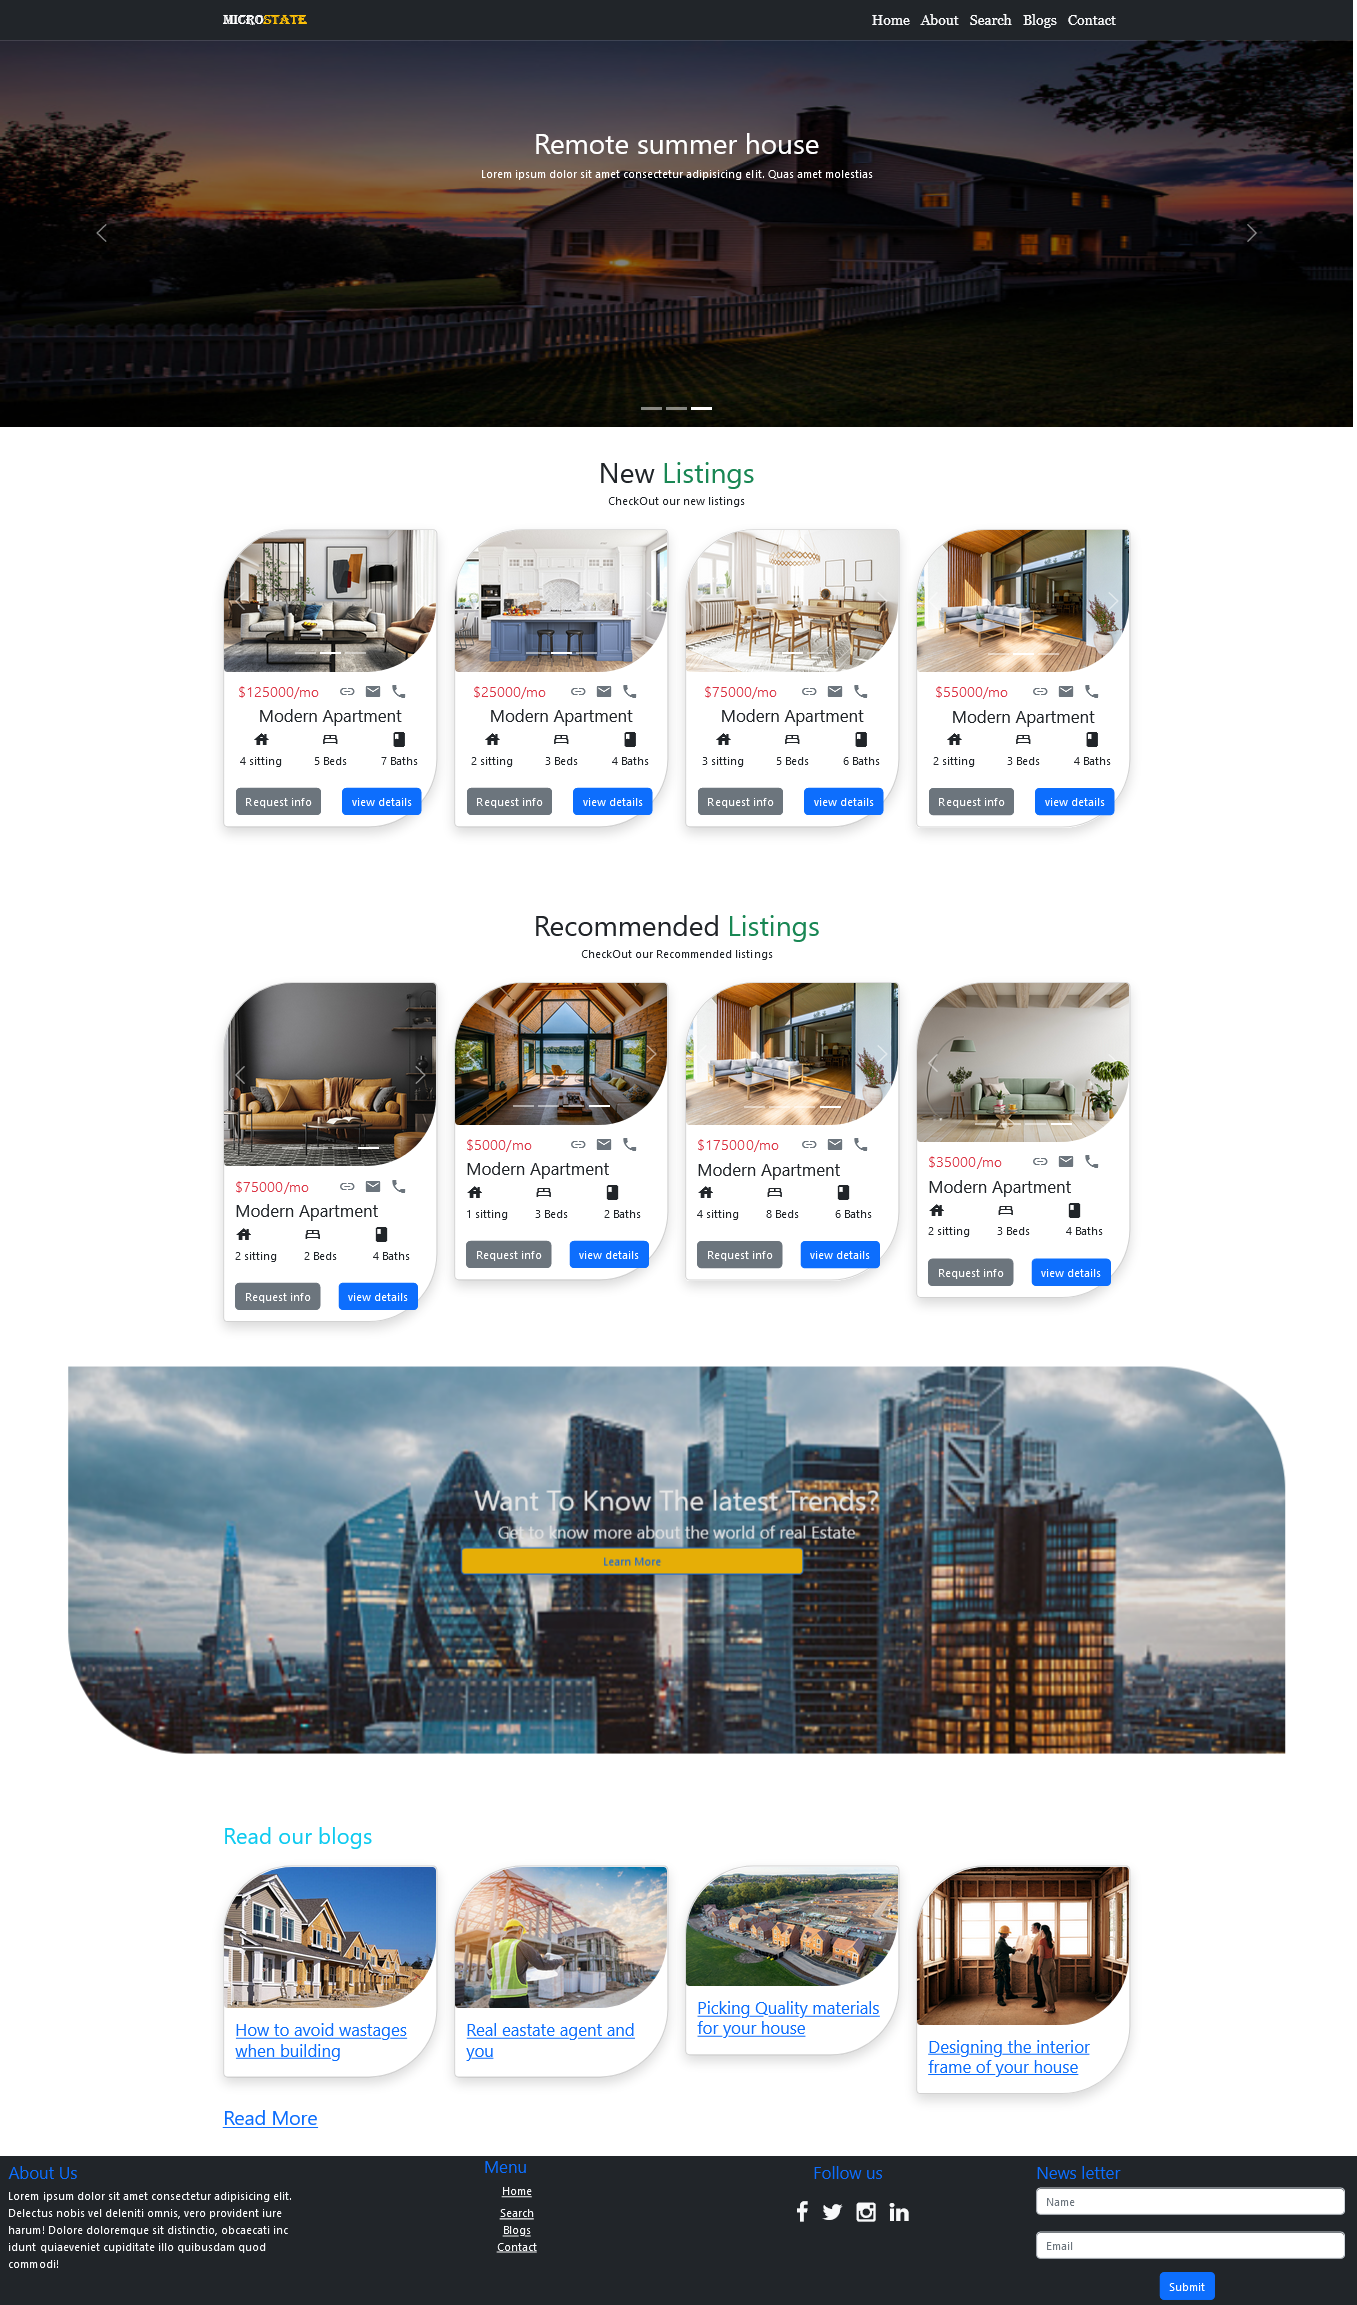 MICROSTATE
Home About Search Blogs Contact
Remote summer house
Lorem ipsum dolor sit amet consectetur adipisicing elit. Quas amet molestias
New Listings
CheckOut our new listings
$125000/mo
Modern Apartment
4 sitting 5 Beds 7 Baths
Request info view details
$25000/mo
Modern Apartment
2 sitting 3 Beds 4 Baths
Request info view details
$75000/mo
Modern Apartment
3 sitting 5 Beds 6 Baths
Request info view details
$55000/mo
Modern Apartment
2 sitting 3 Beds 4 Baths
Request info view details
Recommended Listings
CheckOut our Recommended listings
$75000/mo
Modern Apartment
2 sitting 2 Beds 4 Baths
Request info view details
$5000/mo
Modern Apartment
1 sitting 3 Beds 2 Baths
Request info view details
$175000/mo
Modern Apartment
4 sitting 8 Beds 6 Baths
Request info view details
$35000/mo
Modern Apartment
2 sitting 3 Beds 4 Baths
Request info view details
Want To Know The latest Trends?
Get to know more about the world of real Estate
Learn More
Read our blogs
How to avoid wastages
when building
Real eastate agent and
you
Picking Quality materials
for your house
Designing the interior
frame of your house
Read More
About Us
Lorem ipsum dolor sit amet consectetur adipisicing elit.
Delectus nobis vel deleniti omnis, vero provident iure
harum! Dolore doloremque sit distinctio, obcaecati inc
idunt quiaeveniet cupiditate illo quibusdam quod
commodi!
Menu
Home
Search
Blogs
Contact
Follow us
News letter
Name
Email
Submit